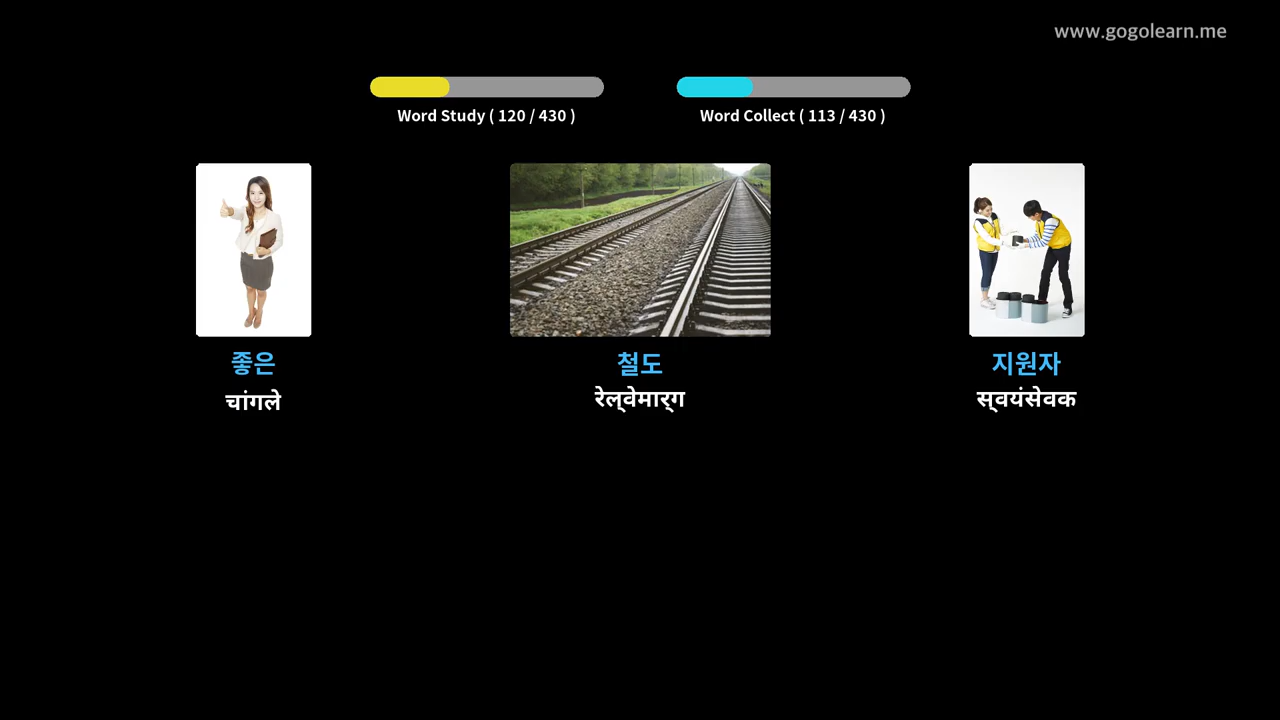 www.gogolearn.me
Word Study ( 120 / 430 )
Word Collect ( 113 / 430 )
좋은
철도
지원자
चांगले
रेल्वेमार्ग
स्वयंसेवक